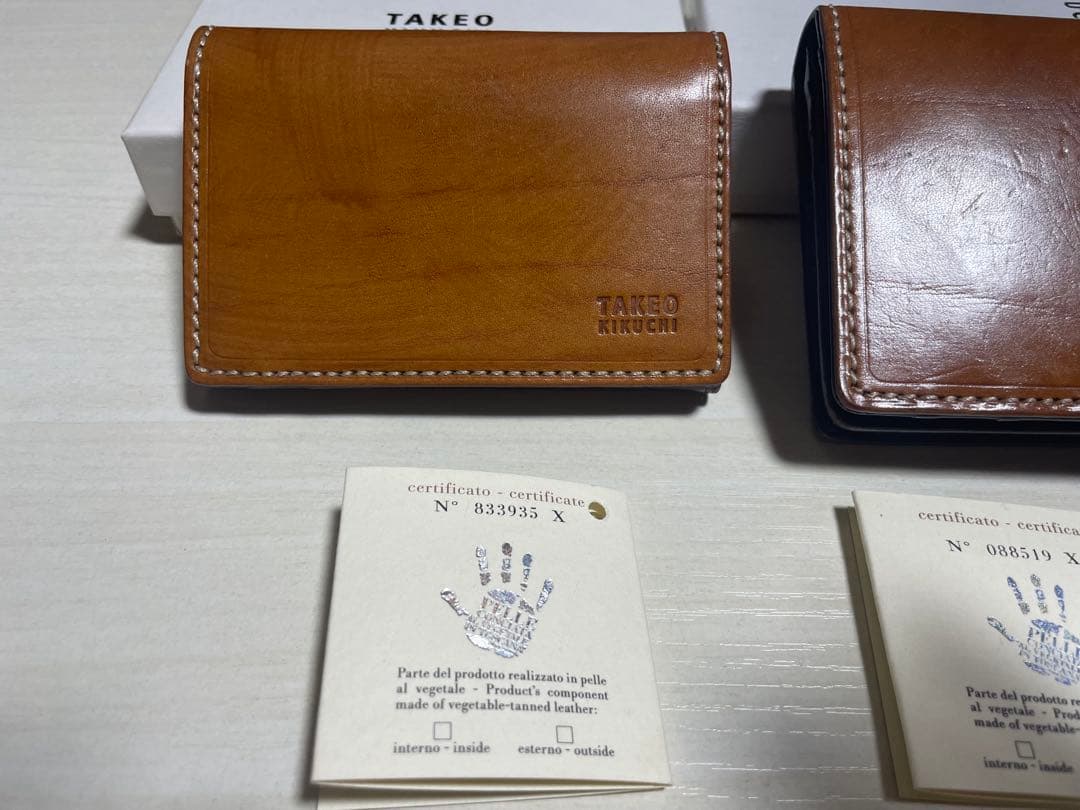 TAKEO
TAKEO
KIKUCHI
certificato - certificate
N° 833935 X
PELLE
Parte del prodotto realizzato in pelle
al vegetale - Product's component
made of vegetable-tanned leather:
interno - inside
esterno - outside
certificato - certifica
N° 088519 X
PELLE
Parte del prodotto re
al vegetale - Prod
made of vegetable-
interno - inside